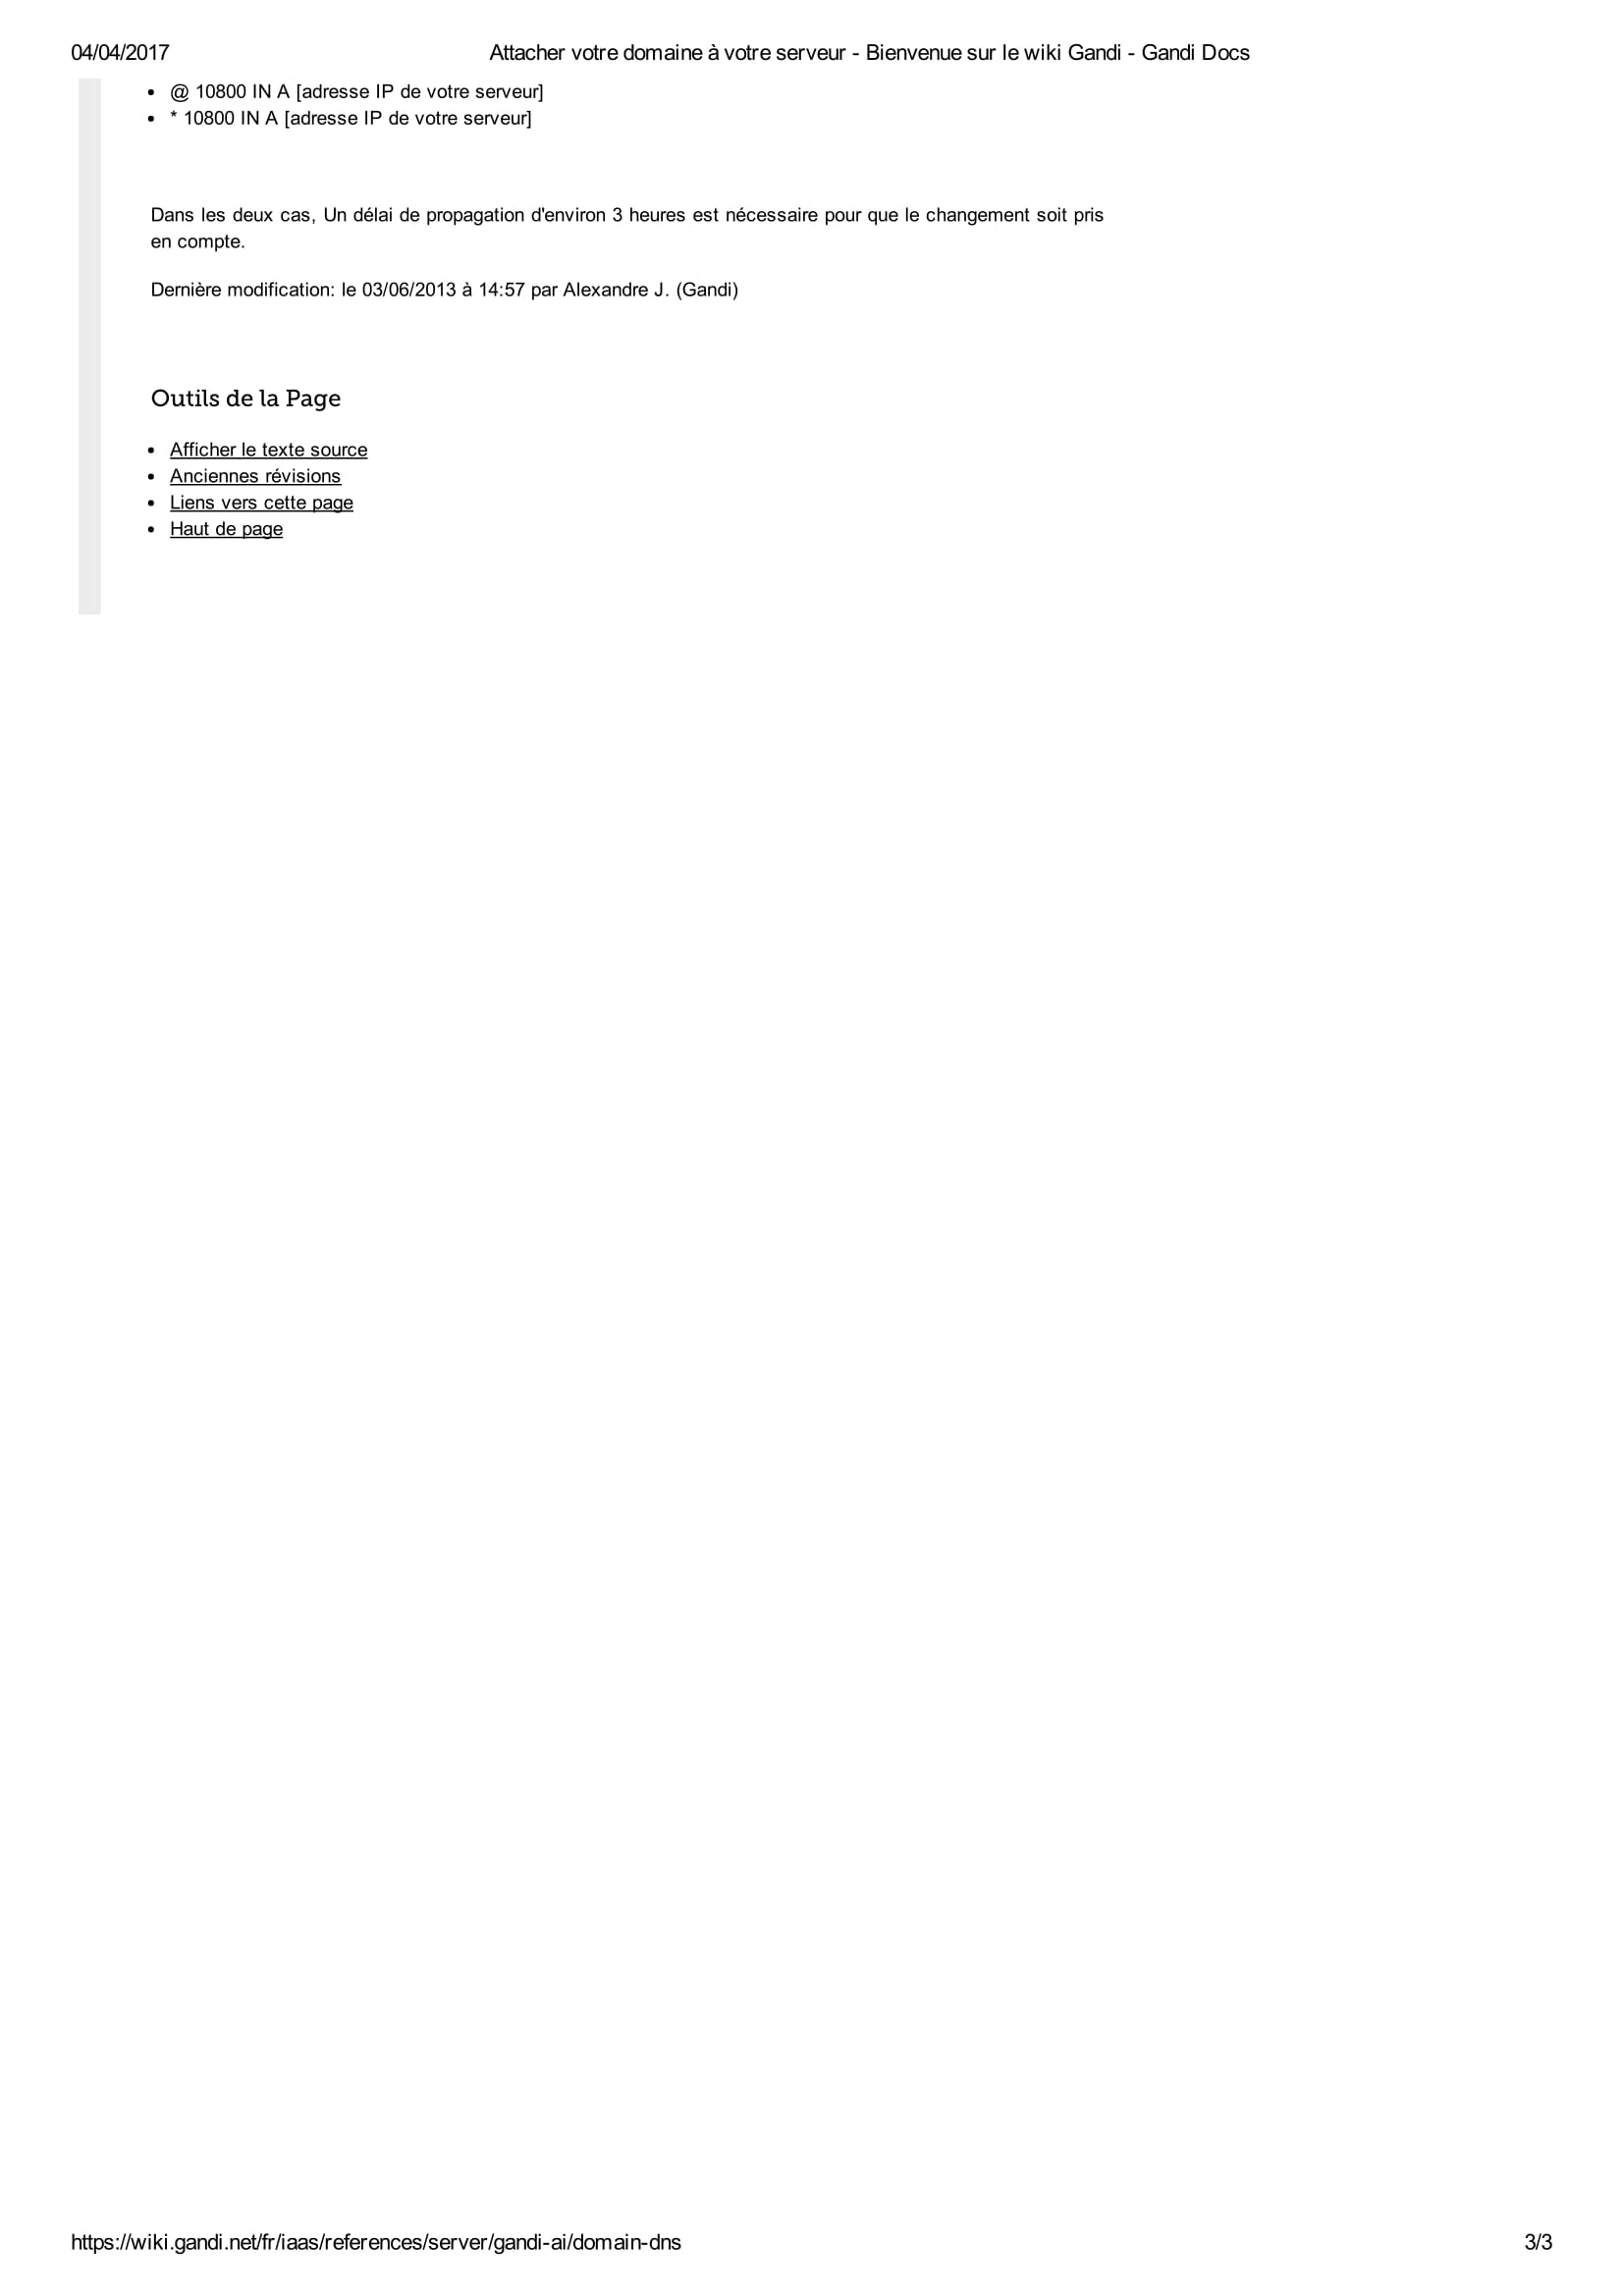 04/04/2017 Attacher votre domaine à votre serveur - Bienvenue sur le wiki Gandi - Gandi Docs
• @ 10800 IN A [adresse IP de votre serveur]
• * 10800 IN A [adresse IP de votre serveur]
Dans les deux cas, Un délai de propagation d'environ 3 heures est nécessaire pour que le changement soit pris
en compte.
Dernière modification: le 03/06/2013 à 14:57 par Alexandre J. (Gandi)
Outils de la Page
• Afficher le texte source
• Anciennes révisions
• Liens vers cette page
• Haut de page
https://wiki.gandi.net/fr/iaas/references/server/gandi-ai/domain-dns 3/3